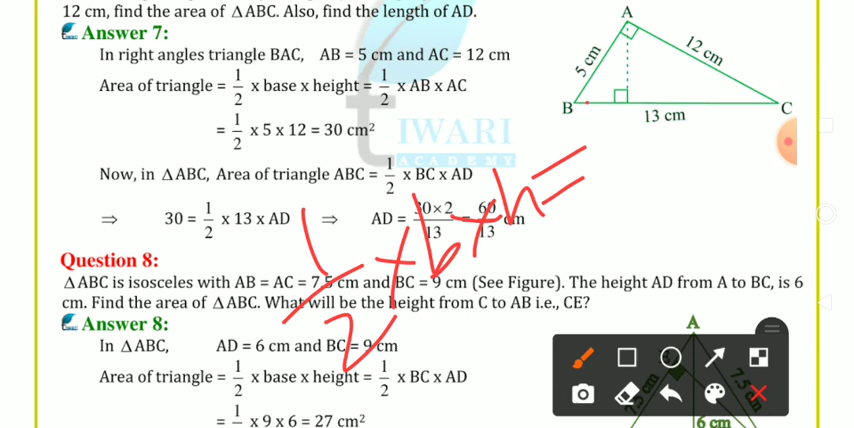 12 cm, find the area of ΔABC. Also, find the length of AD.
Answer 7:
In right angles triangle BAC, AB = 5 cm and AC = 12 cm
Area of triangle = 1/2 x base x height = 1/2 x AB x AC
= 1/2 x 5 x 12 = 30 cm²
Now, in ΔABC, Area of triangle ABC = 1/2 x BC x AD
⇒ 30 = 1/2 x 13 x AD ⇒ AD = 30×2/13 = 60/13 cm
A
5 cm
12 cm
B
C
13 cm
TIWARI
ACADEMY
1/2 × b × h =
Question 8:
ΔABC is isosceles with AB = AC = 7.5 cm and BC = 9 cm (See Figure). The height AD from A to BC, is 6
cm. Find the area of ΔABC. What will be the height from C to AB i.e., CE?
Answer 8:
In ΔABC, AD = 6 cm and BC = 9 cm
Area of triangle = 1/2 x base x height = 1/2 x BC x AD
= 1/ x 9 x 6 = 27 cm²
A
7.5 cm
7.5 cm
6 cm